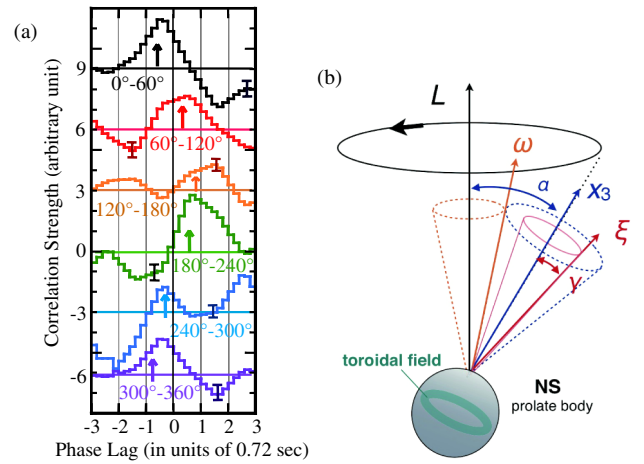 (a)
Correlation Strength (arbitrary unit)
9
6
3
0
-3
-6
0°-60°
60°-120°
120°-180°
180°-240°
240°-300°
300°-360°
-3 -2 -1 0 1 2 3
Phase Lag (in units of 0.72 sec)
(b)
L
ω
α
x3
ξ
γ
toroidal field
NS
prolate body